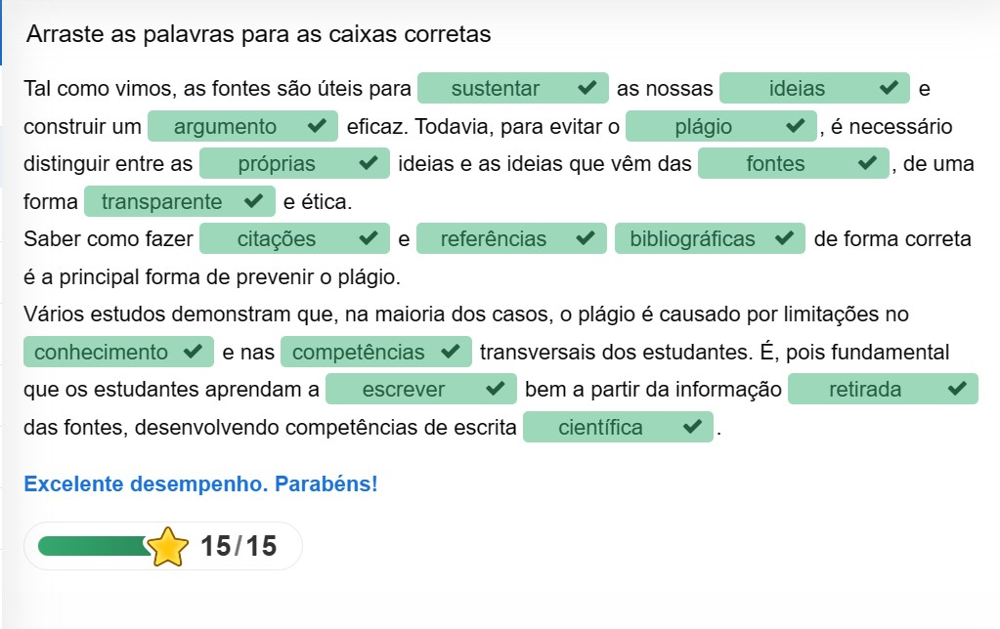 Arraste as palavras para as caixas corretas
Tal como vimos, as fontes são úteis para sustentar ✔ as nossas ideias ✔ e
construir um argumento ✔ eficaz. Todavia, para evitar o plágio ✔ , é necessário
distinguir entre as próprias ✔ ideias e as ideias que vêm das fontes ✔ , de uma
forma transparente ✔ e ética.
Saber como fazer citações ✔ e referências ✔ bibliográficas ✔ de forma correta
é a principal forma de prevenir o plágio.
Vários estudos demonstram que, na maioria dos casos, o plágio é causado por limitações no
conhecimento ✔ e nas competências ✔ transversais dos estudantes. É, pois fundamental
que os estudantes aprendam a escrever ✔ bem a partir da informação retirada ✔
das fontes, desenvolvendo competências de escrita científica ✔ .
Excelente desempenho. Parabéns!
15/15